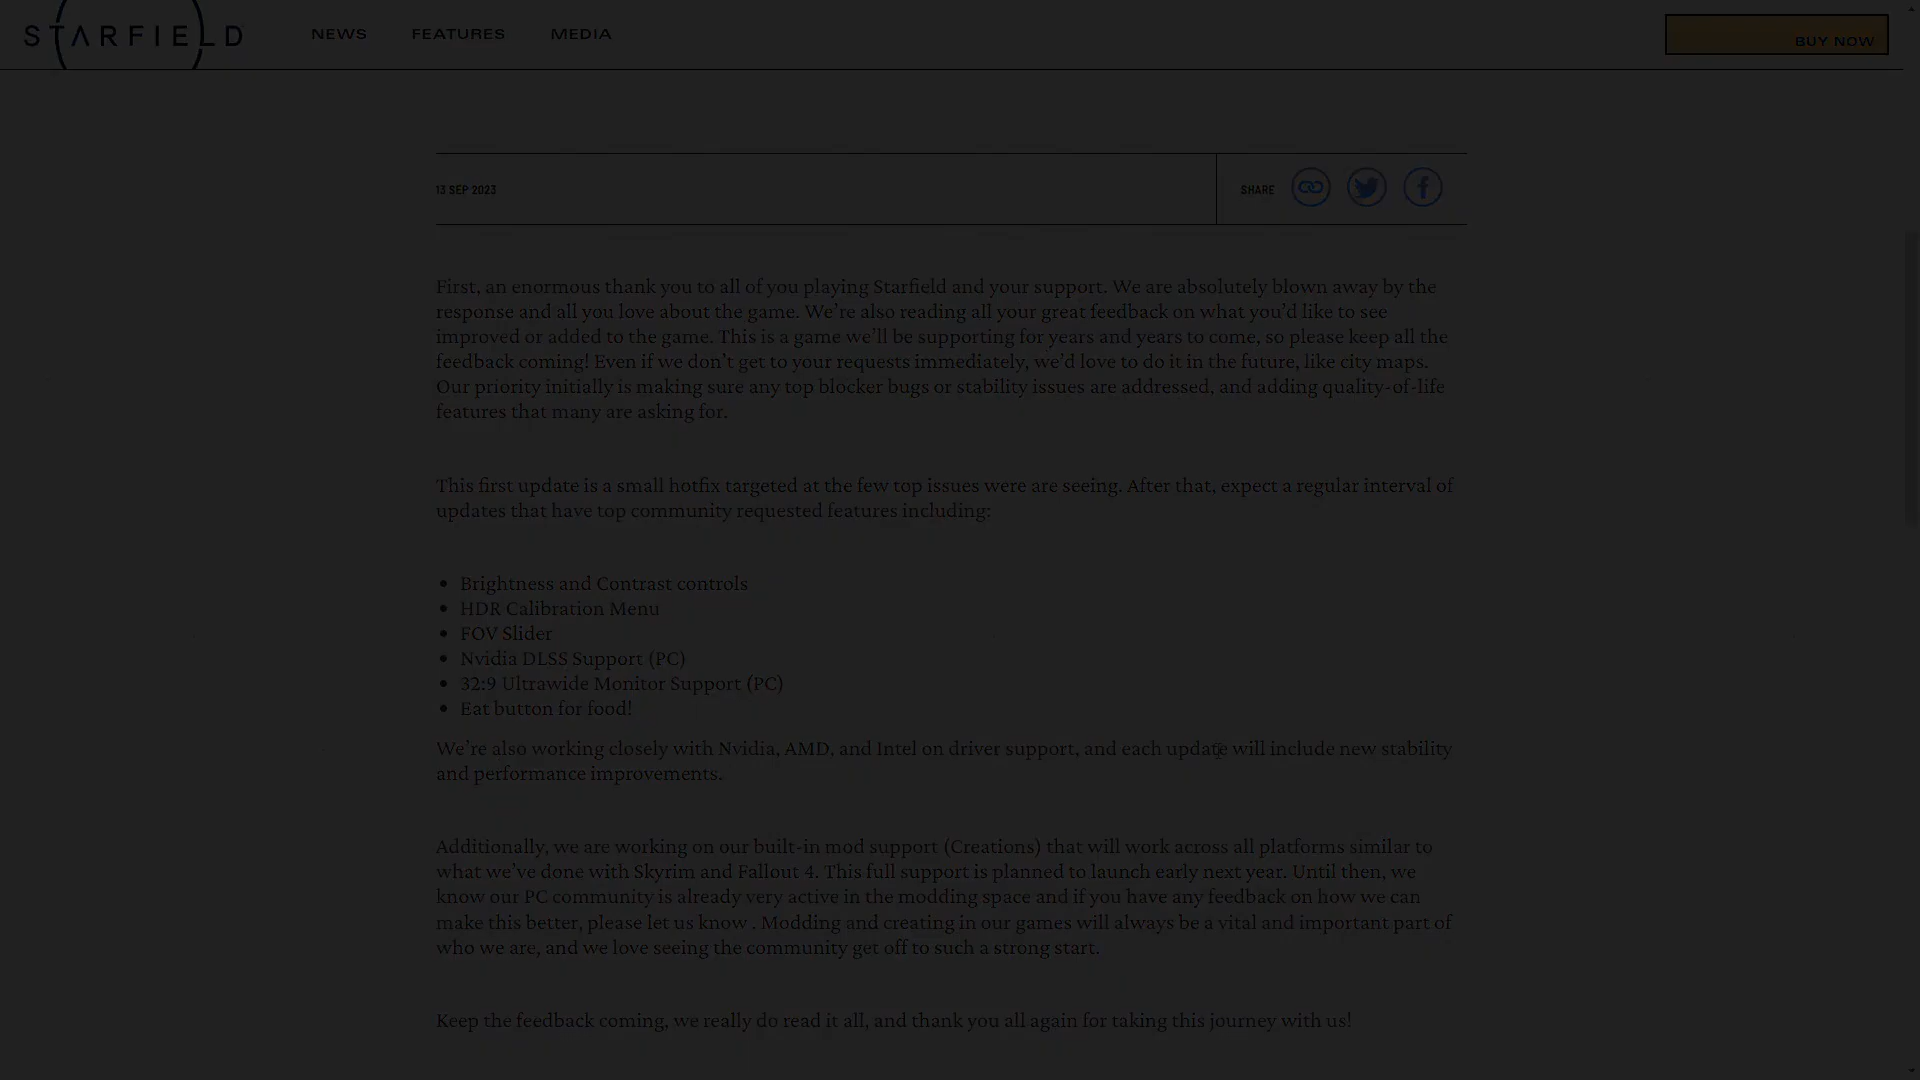 STARFIELD
NEWS
FEATURES
MEDIA
BUY NOW
13 SEP 2023
SHARE
First, an enormous thank you to all of you playing Starfield and your support. We are absolutely blown away by the
response and all you love about the game. We’re also reading all your great feedback on what you’d like to see
improved or added to the game. This is a game we’ll be supporting for years and years to come, so please keep all the
feedback coming! Even if we don’t get to your requests immediately, we’d love to do it in the future, like city maps.
Our priority initially is making sure any top blocker bugs or stability issues are addressed, and adding quality-of-life
features that many are asking for.
This first update is a small hotfix targeted at the few top issues were are seeing. After that, expect a regular interval of
updates that have top community requested features including:
• Brightness and Contrast controls
• HDR Calibration Menu
• FOV Slider
• Nvidia DLSS Support (PC)
• 32:9 Ultrawide Monitor Support (PC)
• Eat button for food!
We’re also working closely with Nvidia, AMD, and Intel on driver support, and each update will include new stability
and performance improvements.
Additionally, we are working on our built-in mod support (Creations) that will work across all platforms similar to
what we’ve done with Skyrim and Fallout 4. This full support is planned to launch early next year. Until then, we
know our PC community is already very active in the modding space and if you have any feedback on how we can
make this better, please let us know . Modding and creating in our games will always be a vital and important part of
who we are, and we love seeing the community get off to such a strong start.
Keep the feedback coming, we really do read it all, and thank you all again for taking this journey with us!